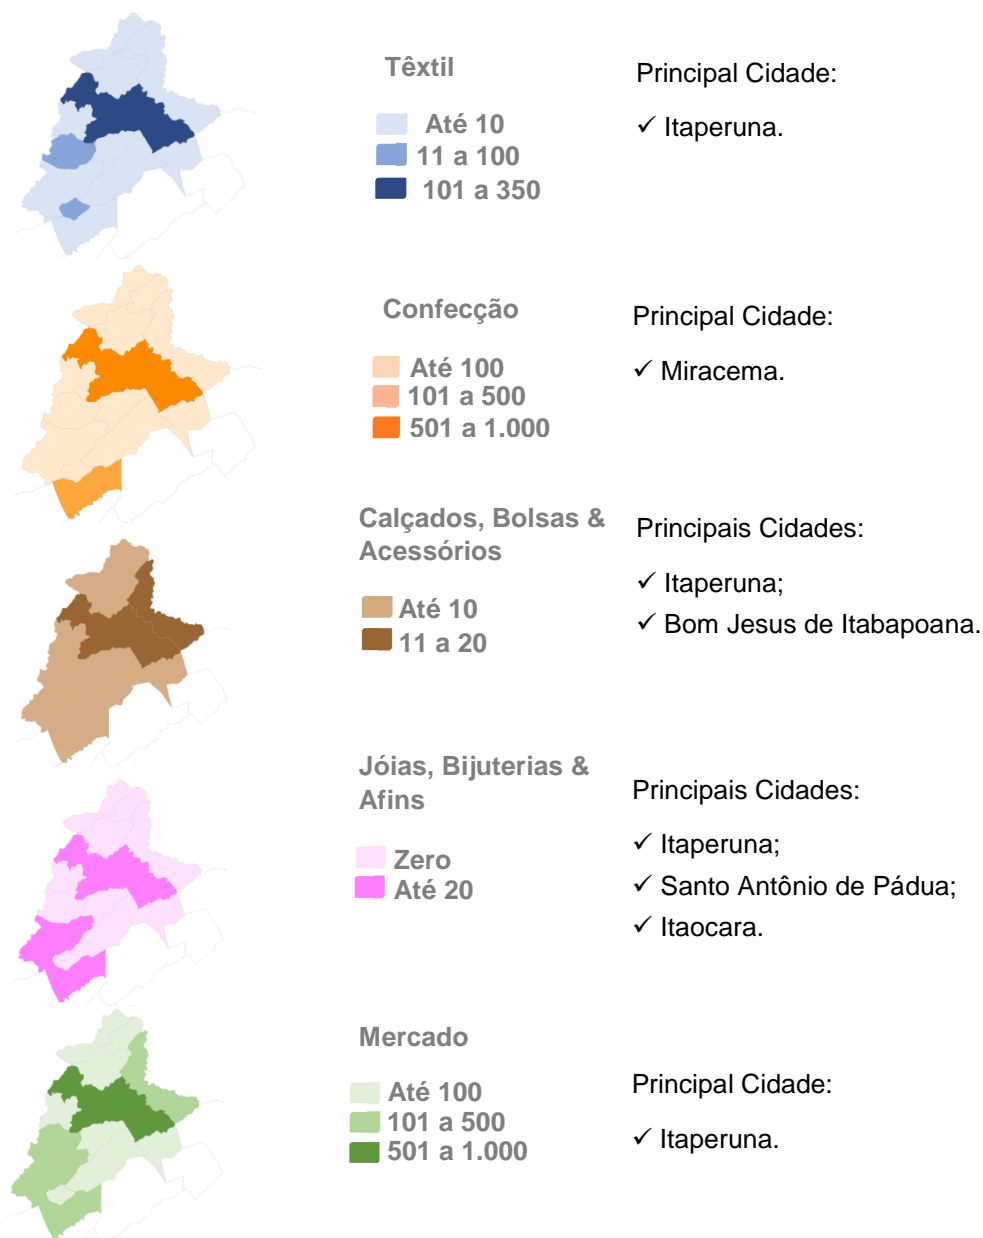 Têxtil
Até 10
11 a 100
101 a 350
Principal Cidade:
✓ Itaperuna.
Confecção
Até 100
101 a 500
501 a 1.000
Principal Cidade:
✓ Miracema.
Calçados, Bolsas &
Acessórios
Até 10
11 a 20
Principais Cidades:
✓ Itaperuna;
✓ Bom Jesus de Itabapoana.
Jóias, Bijuterias &
Afins
Zero
Até 20
Principais Cidades:
✓ Itaperuna;
✓ Santo Antônio de Pádua;
✓ Itaocara.
Mercado
Até 100
101 a 500
501 a 1.000
Principal Cidade:
✓ Itaperuna.